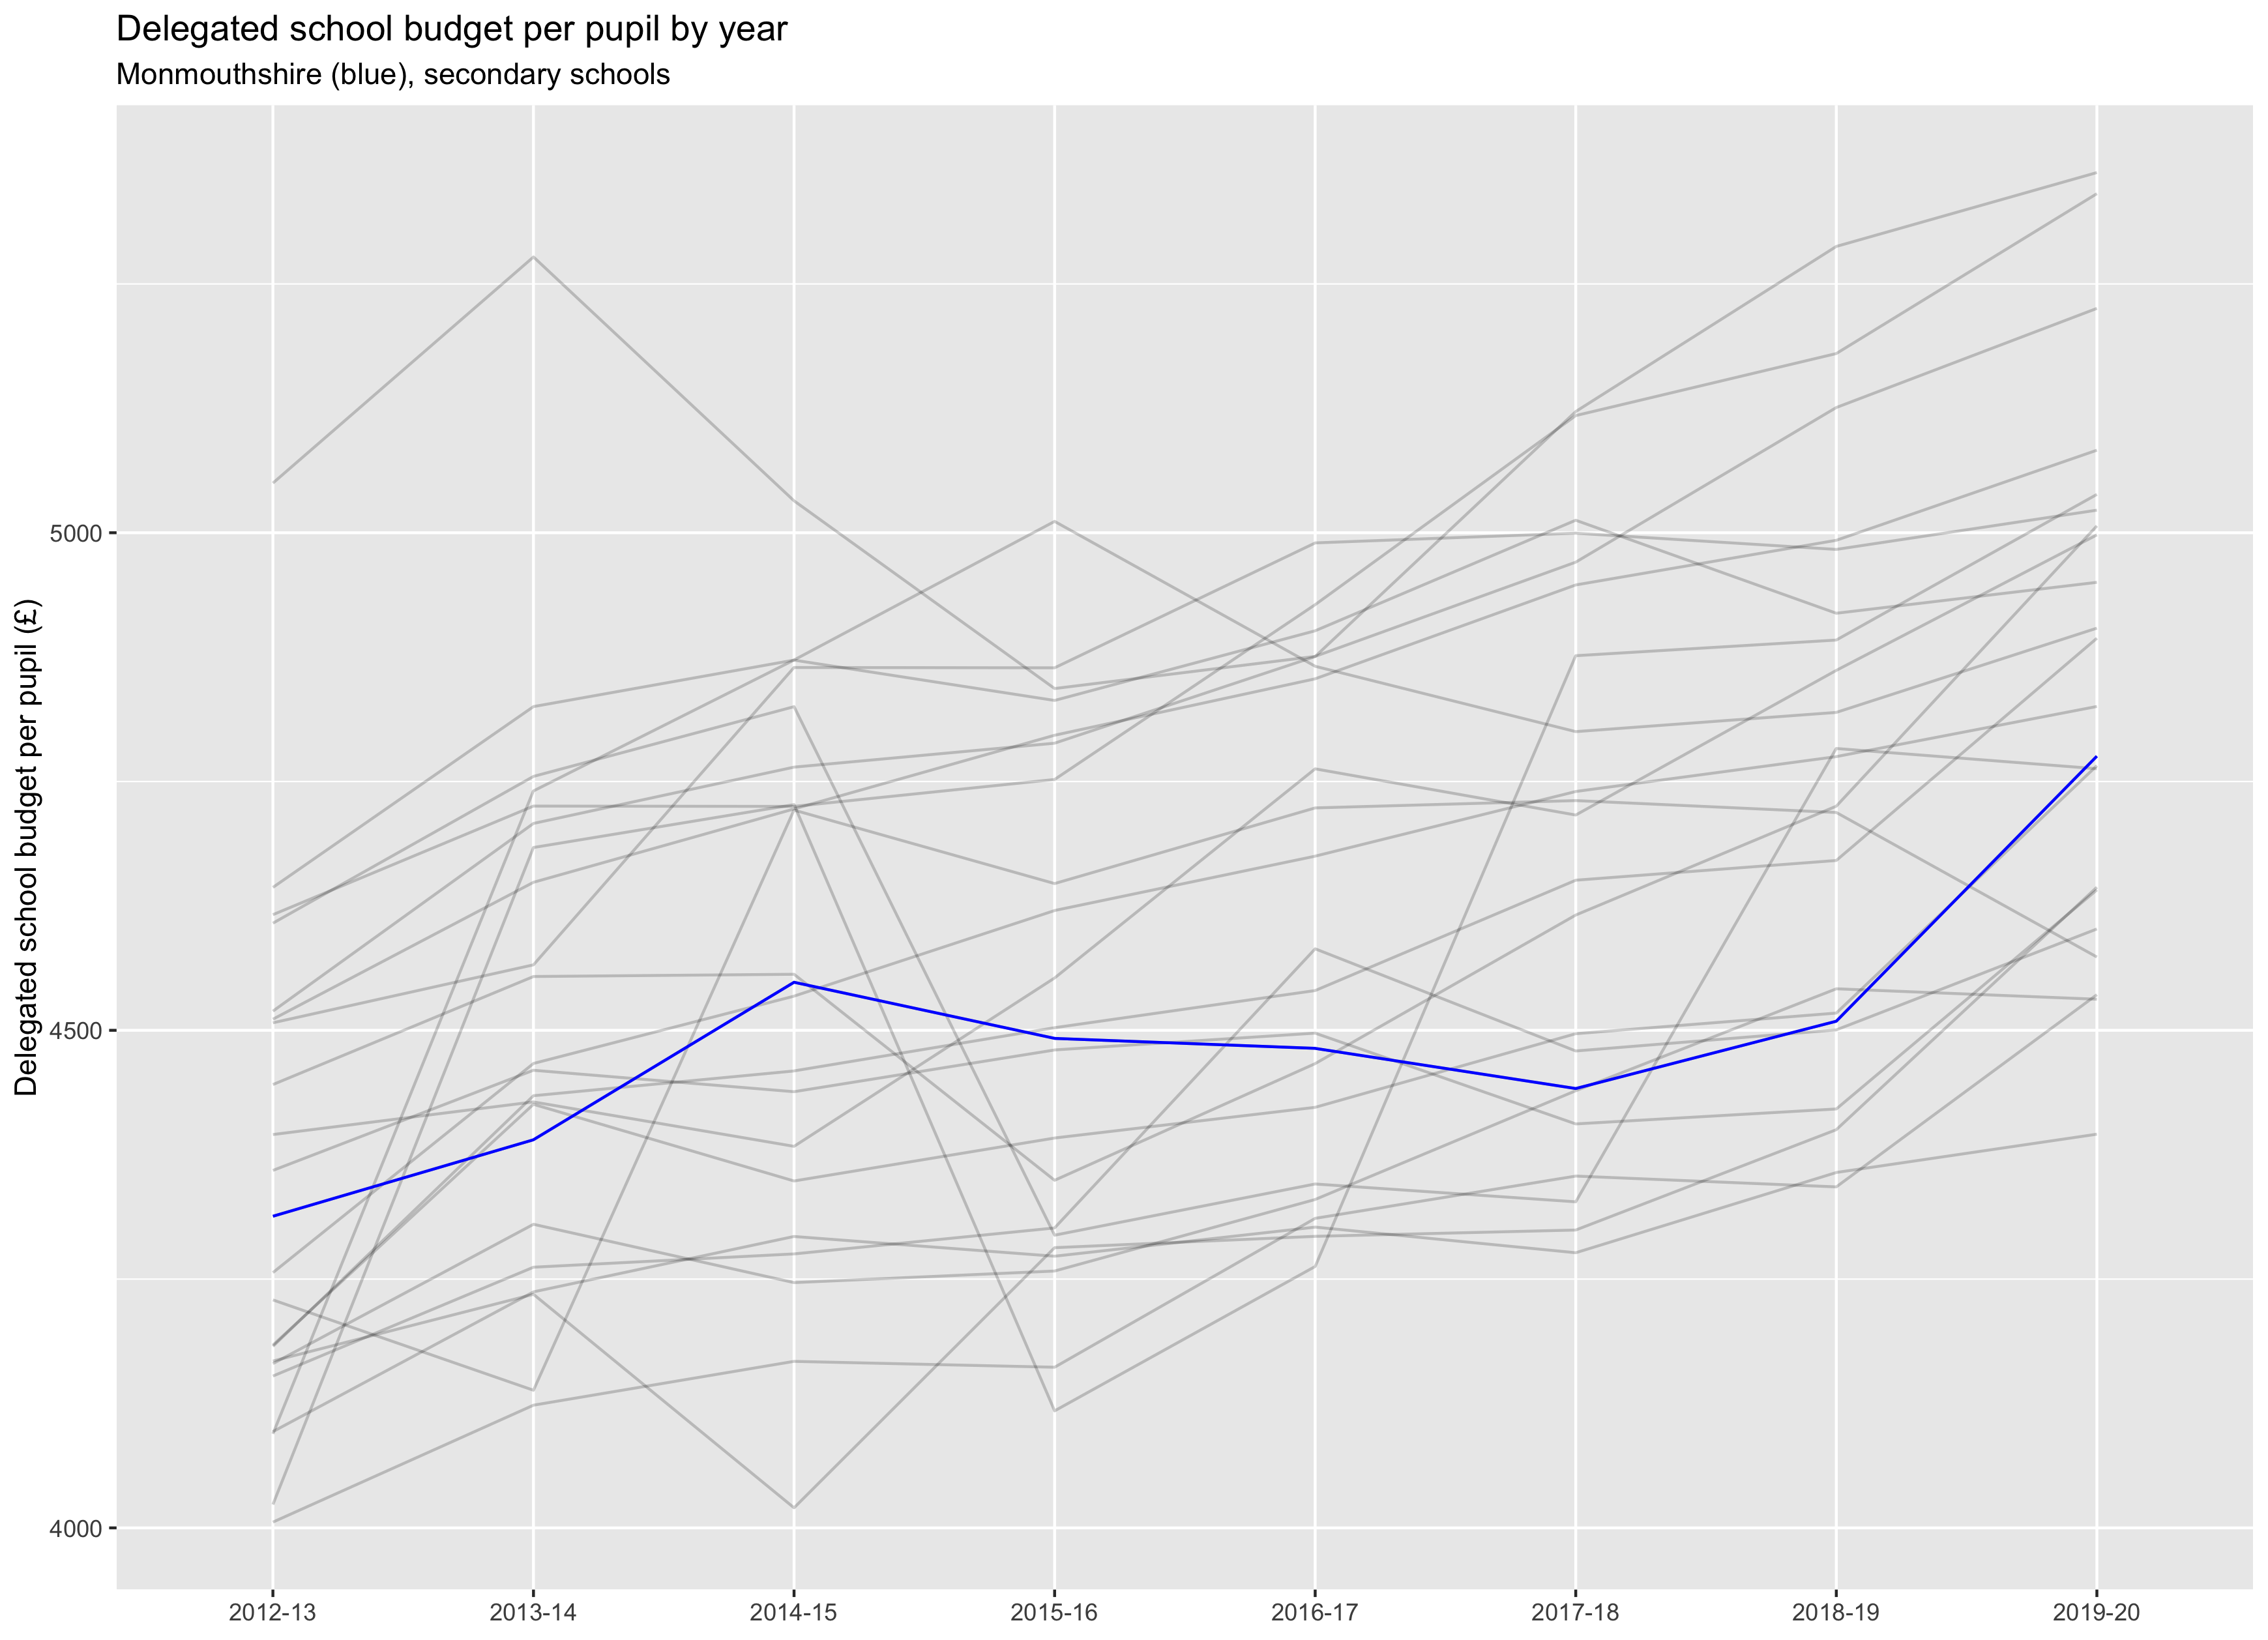 Delegated school budget per pupil by year
Monmouthshire (blue), secondary schools
Delegated school budget per pupil (£)
5000
4500
4000
2012-13 2013-14 2014-15 2015-16 2016-17 2017-18 2018-19 2019-20